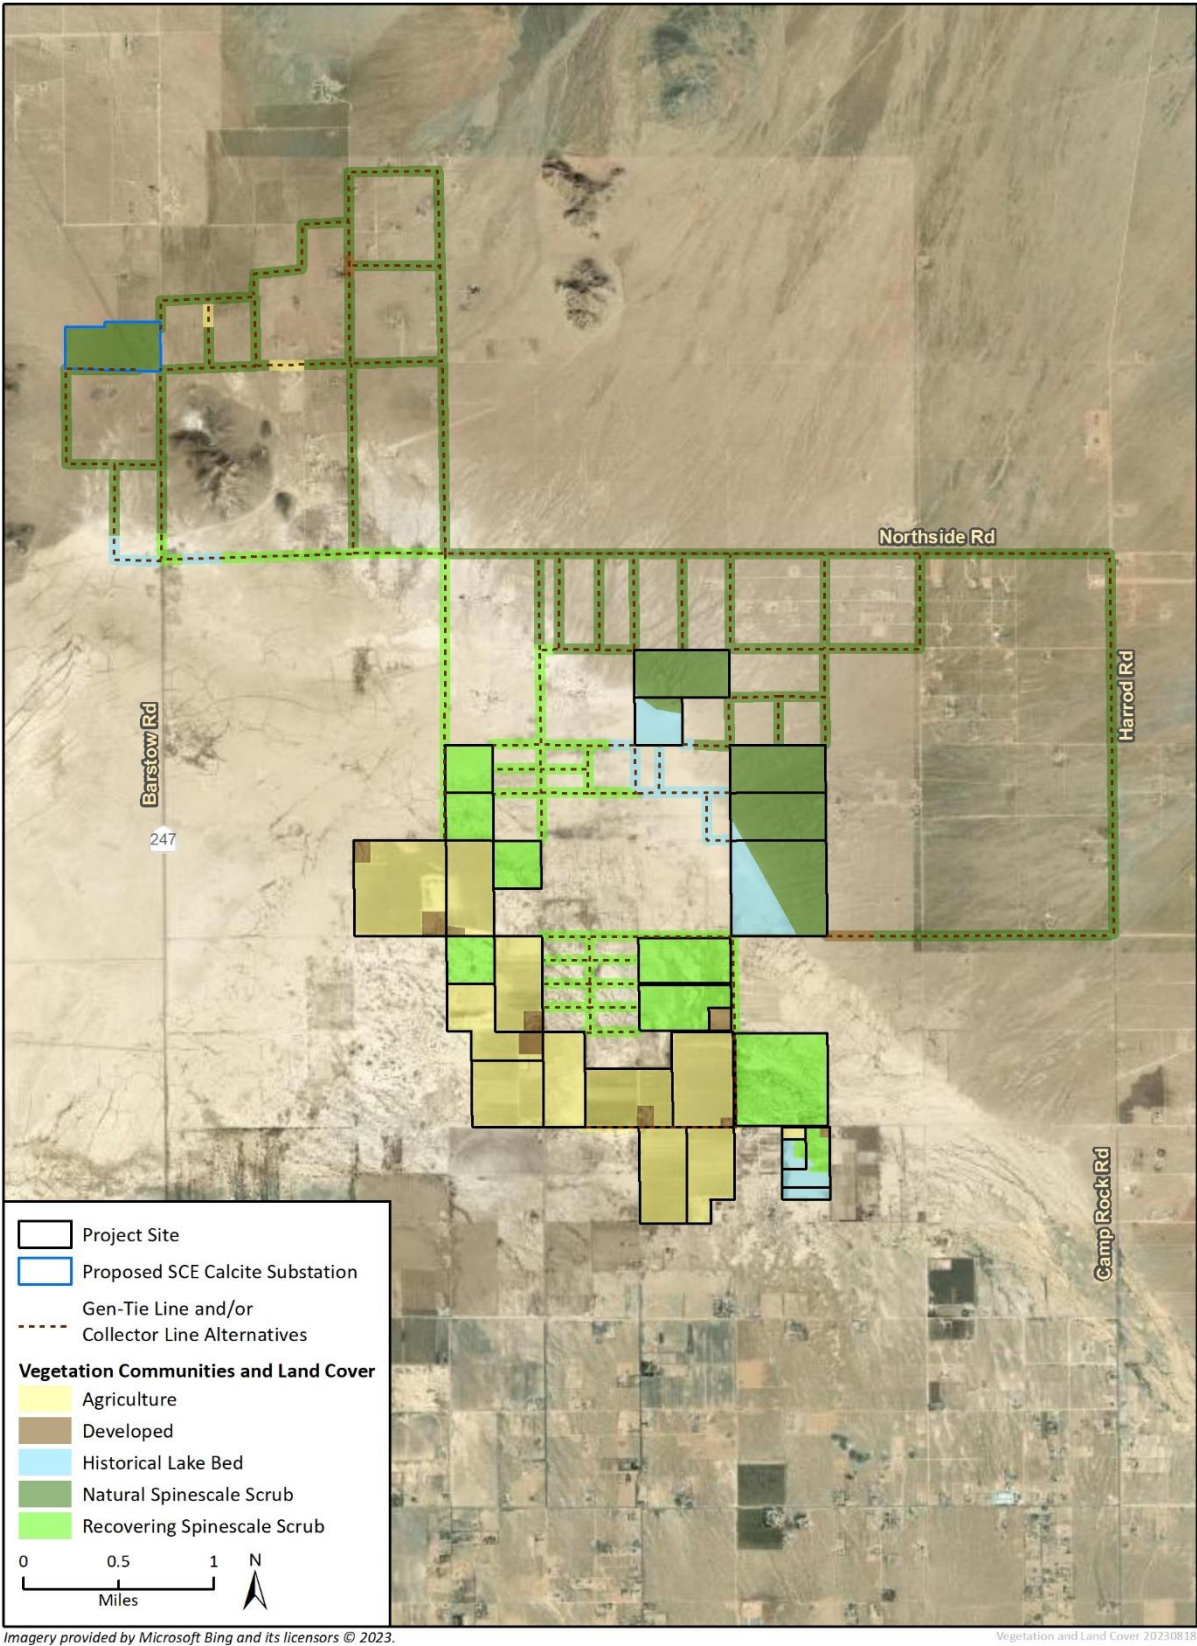 Northside Rd
Harrod Rd
Barstow Rd
247
Camp Rock Rd
Project Site
Proposed SCE Calcite Substation
Gen-Tie Line and/or
Collector Line Alternatives
Vegetation Communities and Land Cover
Agriculture
Developed
Historical Lake Bed
Natural Spinescale Scrub
Recovering Spinescale Scrub
0 0.5 1
Miles
N
Imagery provided by Microsoft Bing and its licensors © 2023.
Vegetation and Land Cover 20230818